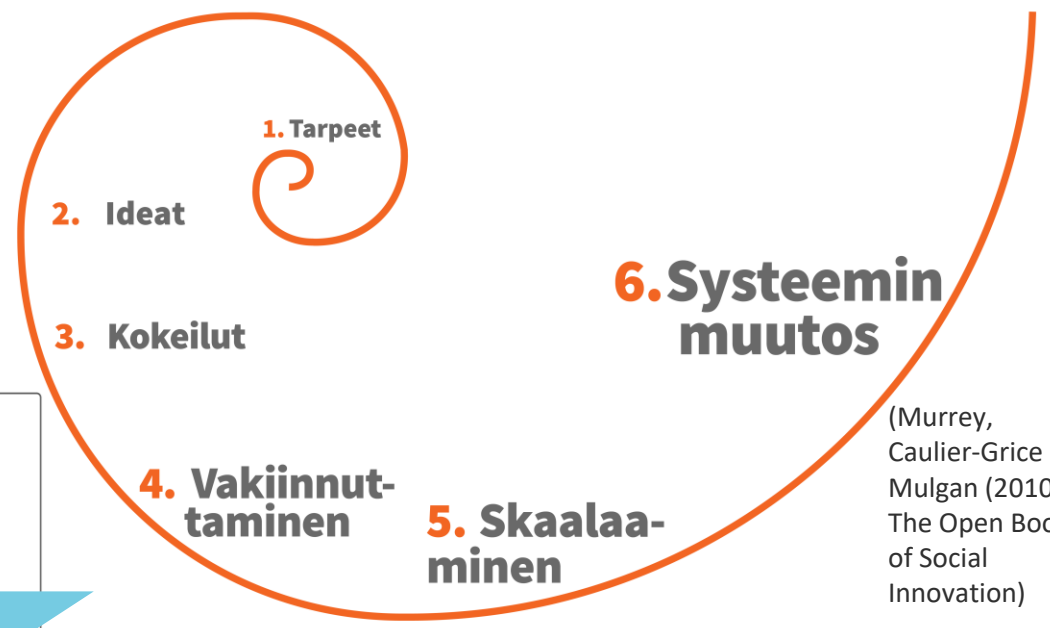 1. Tarpeet
2. Ideat
3. Kokeilut
4. Vakiinnut-
taminen
5. Skaalaa-
minen
6. Systeemin
muutos
(Murrey,
Caulier-Grice
Mulgan (2010
The Open Boo
of Social
Innovation)